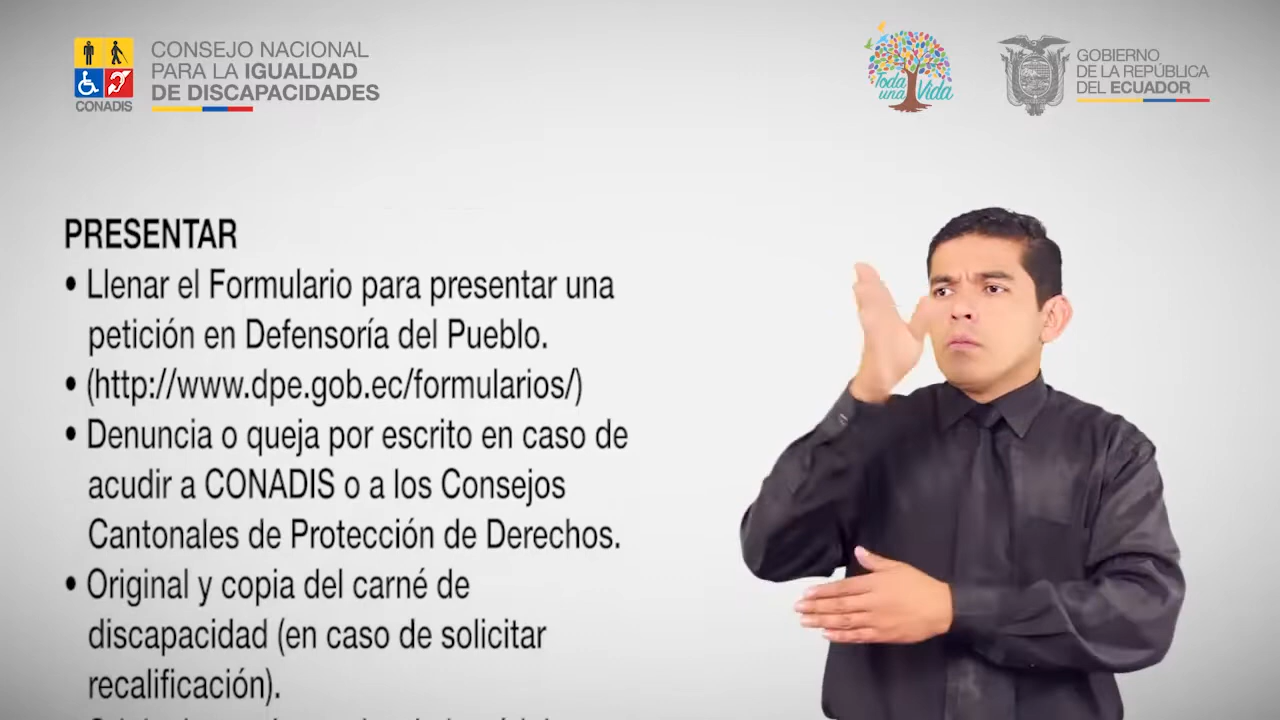 CONSEJO NACIONAL
PARA LA IGUALDAD
DE DISCAPACIDADES
CONADIS
Toda
una Vida
GOBIERNO
DE LA REPÚBLICA
DEL ECUADOR
PRESENTAR
• Llenar el Formulario para presentar una
petición en Defensoría del Pueblo.
• (http://www.dpe.gob.ec/formularios/)
• Denuncia o queja por escrito en caso de
acudir a CONADIS o a los Consejos
Cantonales de Protección de Derechos.
• Original y copia del carné de
discapacidad (en caso de solicitar
recalificación).